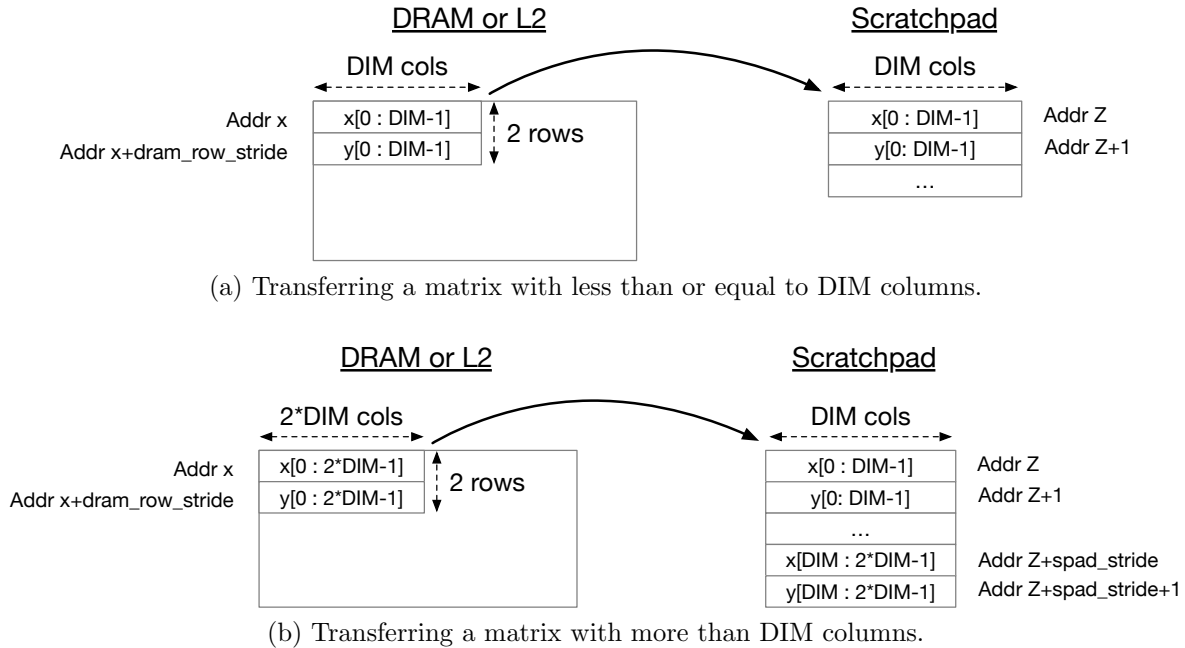 DRAM or L2
Scratchpad
DIM cols
DIM cols
Addr x
x[0 : DIM-1]
2 rows
x[0 : DIM-1]
Addr Z
Addr x+dram_row_stride
y[0 : DIM-1]
y[0: DIM-1]
Addr Z+1
...
(a) Transferring a matrix with less than or equal to DIM columns.
DRAM or L2
Scratchpad
2*DIM cols
DIM cols
Addr x
x[0 : 2*DIM-1]
2 rows
x[0 : DIM-1]
Addr Z
Addr x+dram_row_stride
y[0 : 2*DIM-1]
y[0: DIM-1]
Addr Z+1
...
x[DIM : 2*DIM-1]
Addr Z+spad_stride
y[DIM : 2*DIM-1]
Addr Z+spad_stride+1
(b) Transferring a matrix with more than DIM columns.